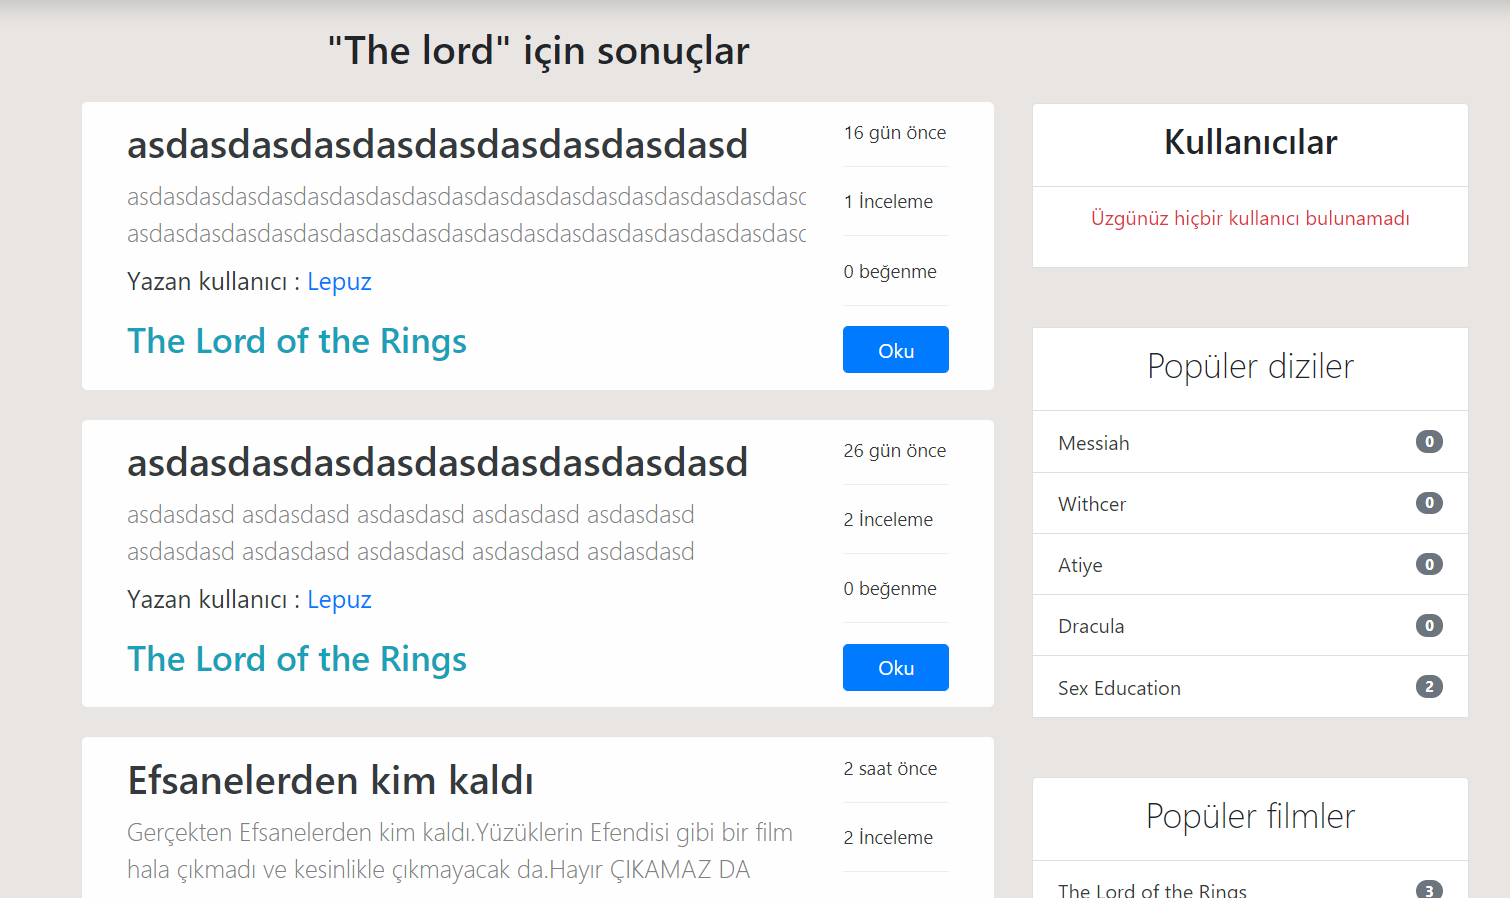 "The lord" için sonuçlar
asdasdasdasdasdasdasdasdasdasd
asdasdasdasdasdasdasdasdasdasdasdasdasdasdasdasdasdasdasdasc
asdasdasdasdasdasdasdasdasdasdasdasdasdasdasdasdasdasdasdasc
Yazan kullanıcı : Lepuz
The Lord of the Rings
16 gün önce
1 İnceleme
0 beğenme
Oku
asdasdasdasdasdasdasdasdasdasd
asdasdasd asdasdasd asdasdasd asdasdasd asdasdasd
asdasdasd asdasdasd asdasdasd asdasdasd asdasdasd
Yazan kullanıcı : Lepuz
The Lord of the Rings
26 gün önce
2 İnceleme
0 beğenme
Oku
Efsanelerden kim kaldı
Gerçekten Efsanelerden kim kaldı.Yüzüklerin Efendisi gibi bir film
hala çıkmadı ve kesinlikle çıkmayacak da.Hayır ÇIKAMAZ DA
2 saat önce
2 İnceleme
Kullanıcılar
Üzgünüz hiçbir kullanıcı bulunamadı
Popüler diziler
Messiah 0
Withcer 0
Atiye 0
Dracula 0
Sex Education 2
Popüler filmler
The Lord of the Rings 3